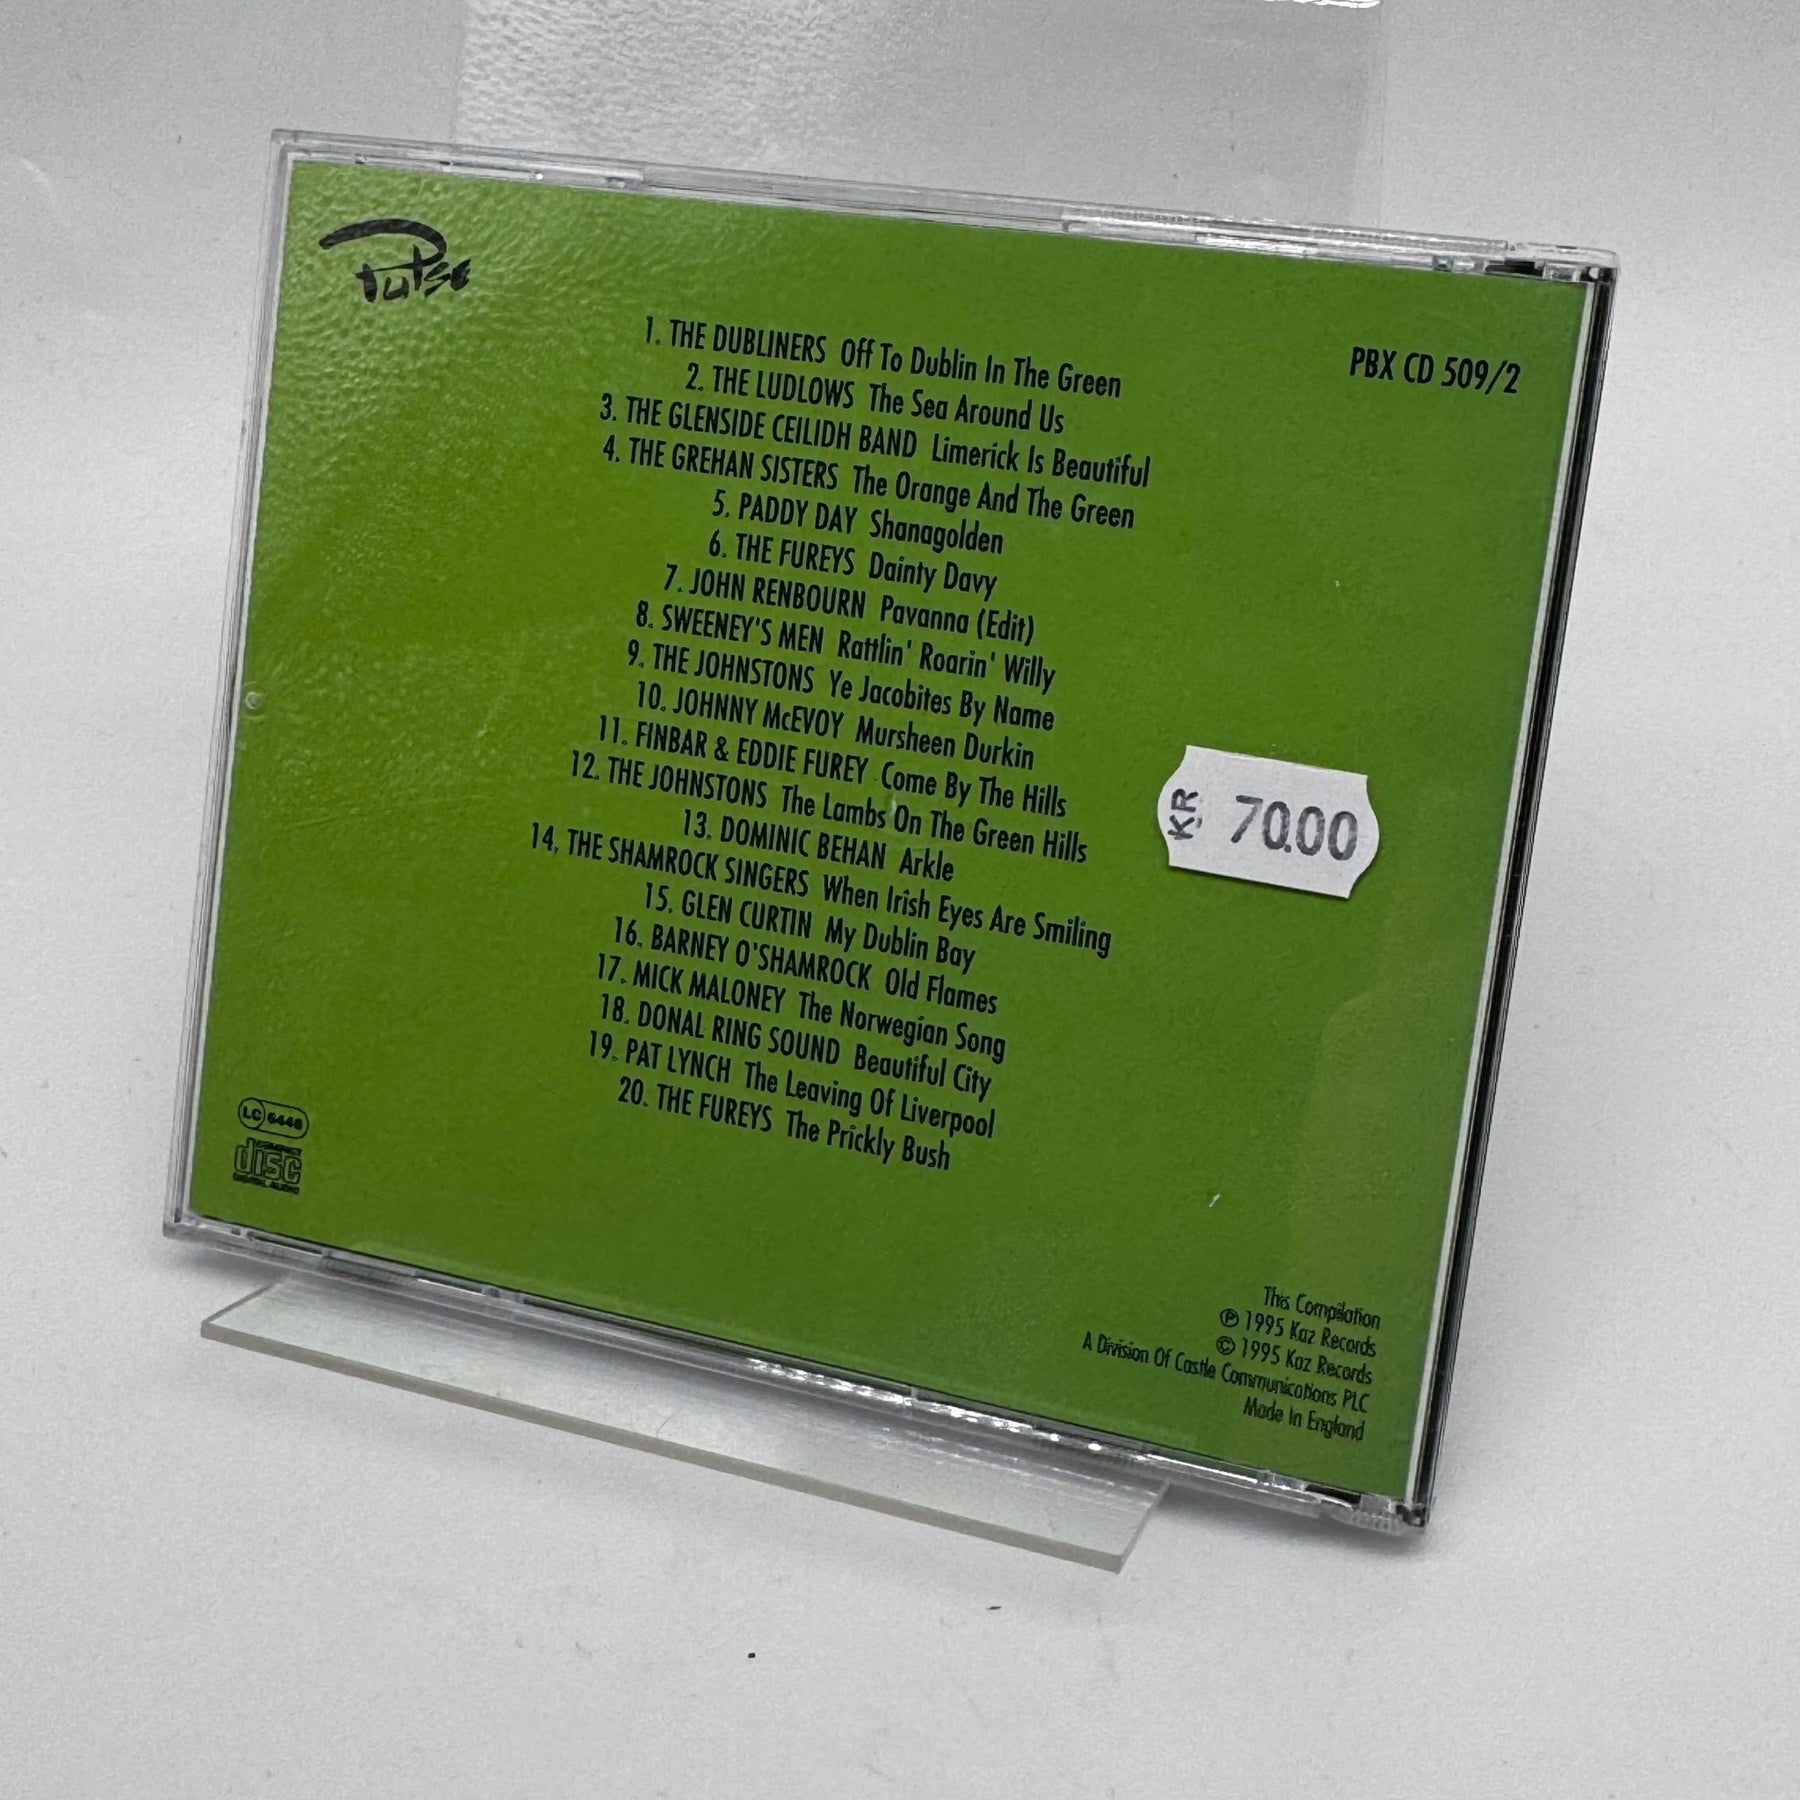 Pulse
PBX CD 509/2
1. THE DUBLINERS Off To Dublin In The Green
2. THE LUDLOWS The Sea Around Us
3. THE GLENSIDE CEILIDH BAND Limerick Is Beautiful
4. THE GREHAN SISTERS The Orange And The Green
5. PADDY DAY Shanagolden
6. THE FUREYS Dainty Davy
7. JOHN RENBOURN Pavanna (Edit)
8. SWEENEY'S MEN Rattlin' Roarin' Willy
9. THE JOHNSTONS Ye Jacobites By Name
10. JOHNNY McEVOY Mursheen Durkin
11. FINBAR & EDDIE FUREY Come By The Hills
12. THE JOHNSTONS The Lambs On The Green Hills
13. DOMINIC BEHAN Arkle
14. THE SHAMROCK SINGERS When Irish Eyes Are Smiling
15. GLEN CURTIN My Dublin Bay
16. BARNEY O'SHAMROCK Old Flames
17. MICK MALONEY The Norwegian Song
18. DONAL RING SOUND Beautiful City
19. PAT LYNCH The Leaving Of Liverpool
20. THE FUREYS The Prickly Bush
KR 70.00
LC 6448
COMPACT
disc
DIGITAL AUDIO
This Compilation
℗ 1995 Kaz Records
© 1995 Kaz Records
A Division Of Castle Communications PLC
Made In England